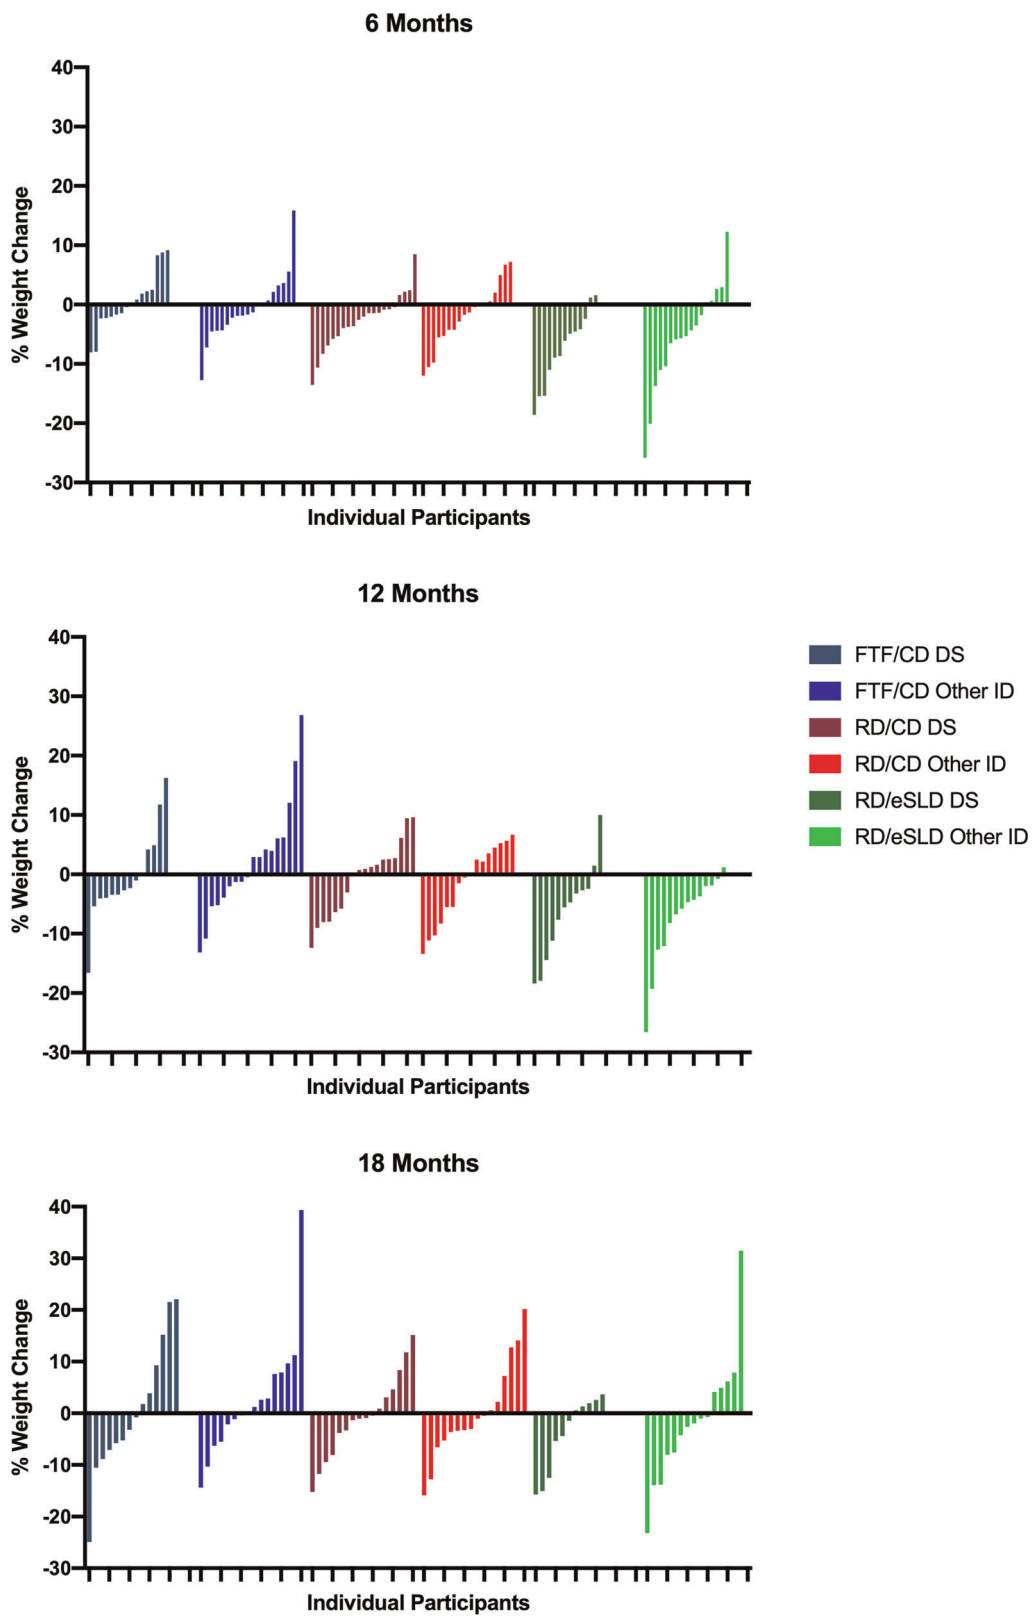 6 Months
40
30
20
10
0
-10
-20
-30
% Weight Change
Individual Participants
12 Months
40
30
20
10
0
-10
-20
-30
% Weight Change
Individual Participants
FTF/CD DS
FTF/CD Other ID
RD/CD DS
RD/CD Other ID
RD/eSLD DS
RD/eSLD Other ID
18 Months
40
30
20
10
0
-10
-20
-30
% Weight Change
Individual Participants